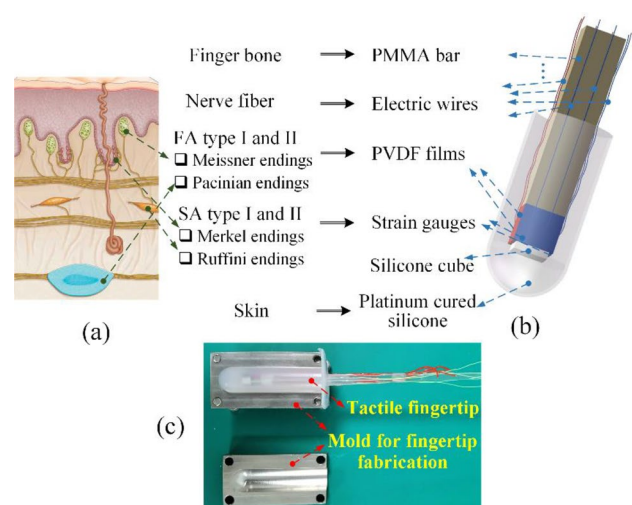 Finger bone
PMMA bar
Nerve fiber
Electric wires
FA type I and II
Meissner endings
Pacinian endings
PVDF films
SA type I and II
Merkel endings
Ruffini endings
Strain gauges
Silicone cube
Skin
Platinum cured
silicone
(a)
(b)
(c)
Tactile fingertip
Mold for fingertip
fabrication